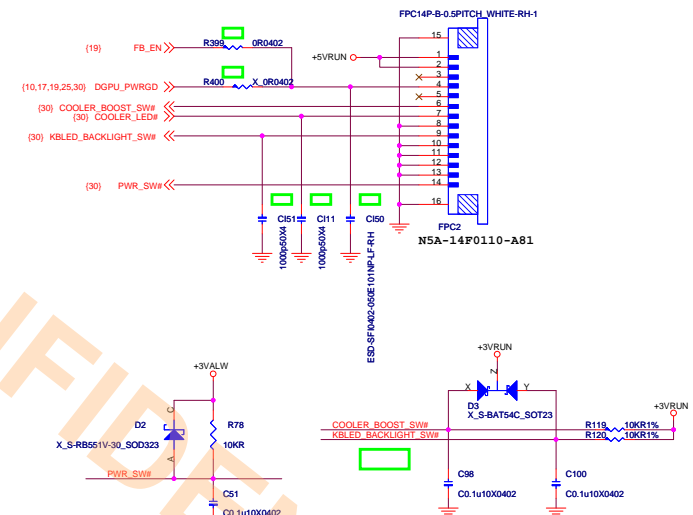 FPC14P-B-0.5PITCH_WHITE-RH-1
{19} FB_EN R399 0R0402
+5VRUN
{10,17,19,25,30} DGPU_PWRGD R400 X_0R0402
{30} COOLER_BOOST_SW#
{30} COOLER_LED#
{30} KBLED_BACKLIGHT_SW#
{30} PWR_SW#
15
1
2
3
4
5
6
7
8
9
10
11
12
13
14
16
FPC2
N5A-14F0110-A81
CI51
1000p50X4
CI11
1000p50X4
CI50
ESD-SFI0402-050E101NP-LF-RH
+3VALW
D2
X_S-RB551V-30_SOD323
C
A
R78
10KR
PWR_SW#
C51
C0.1u10X0402
+3VRUN
X
Z
Y
D3
X_S-BAT54C_SOT23
+3VRUN
COOLER_BOOST_SW# R119 10KR1%
KBLED_BACKLIGHT_SW# R120 10KR1%
C98
C0.1u10X0402
C100
C0.1u10X0402